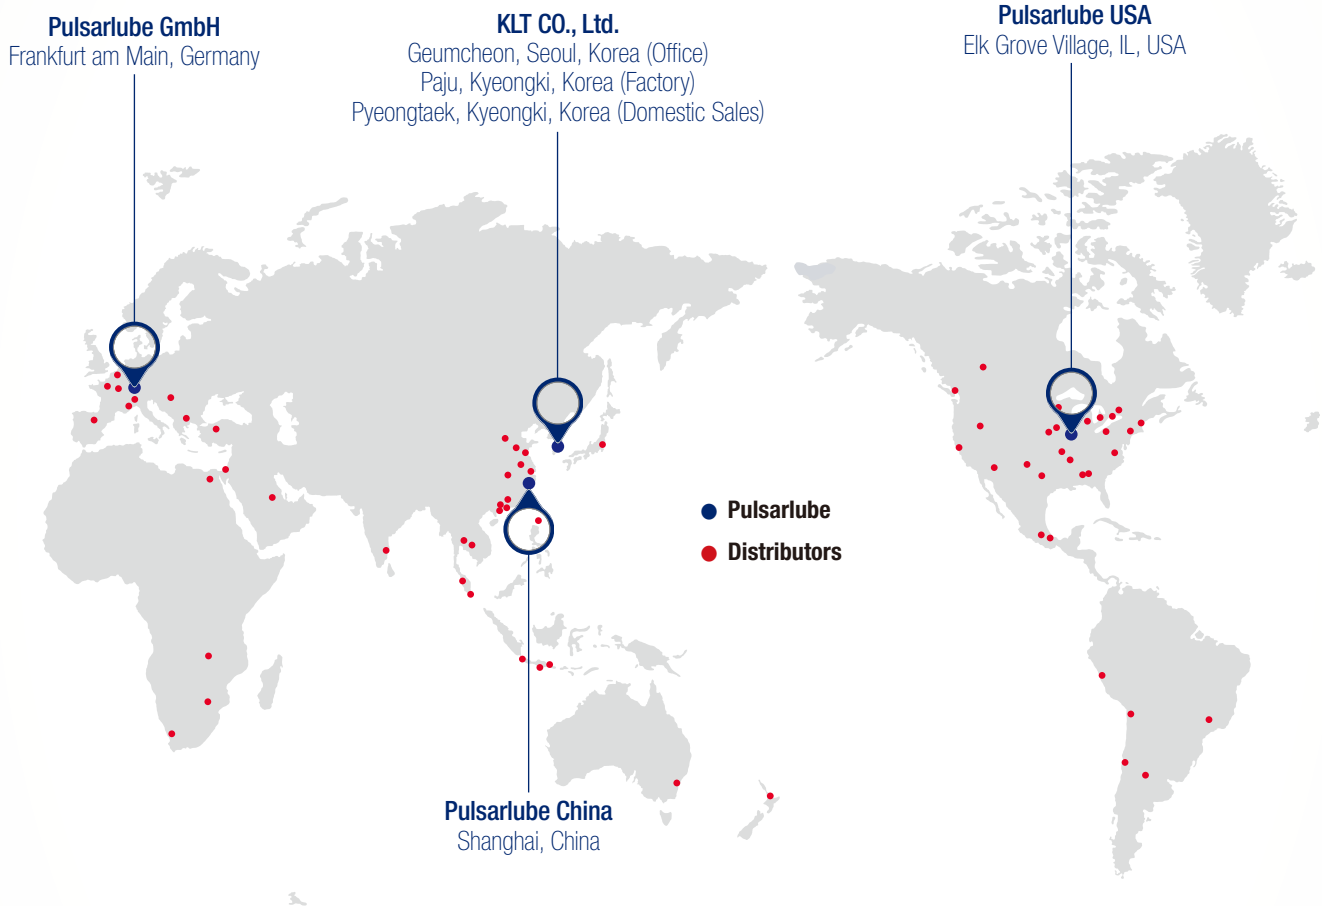 Pulsarlube GmbH
Frankfurt am Main, Germany
KLT CO., Ltd.
Geumcheon, Seoul, Korea (Office)
Paju, Kyeongki, Korea (Factory)
Pyeongtaek, Kyeongki, Korea (Domestic Sales)
Pulsarlube USA
Elk Grove Village, IL, USA
Pulsarlube
Distributors
Pulsarlube China
Shanghai, China